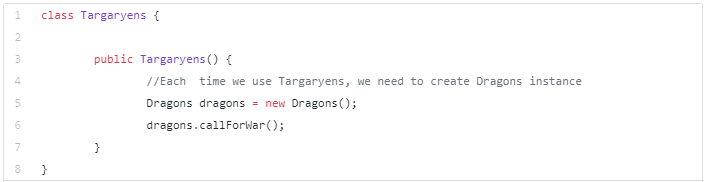 1 class Targaryens {
2
3 public Targaryens() {
4 //Each  time we use Targaryens, we need to create Dragons instance
5 Dragons dragons = new Dragons();
6 dragons.callForWar();
7 }
8 }